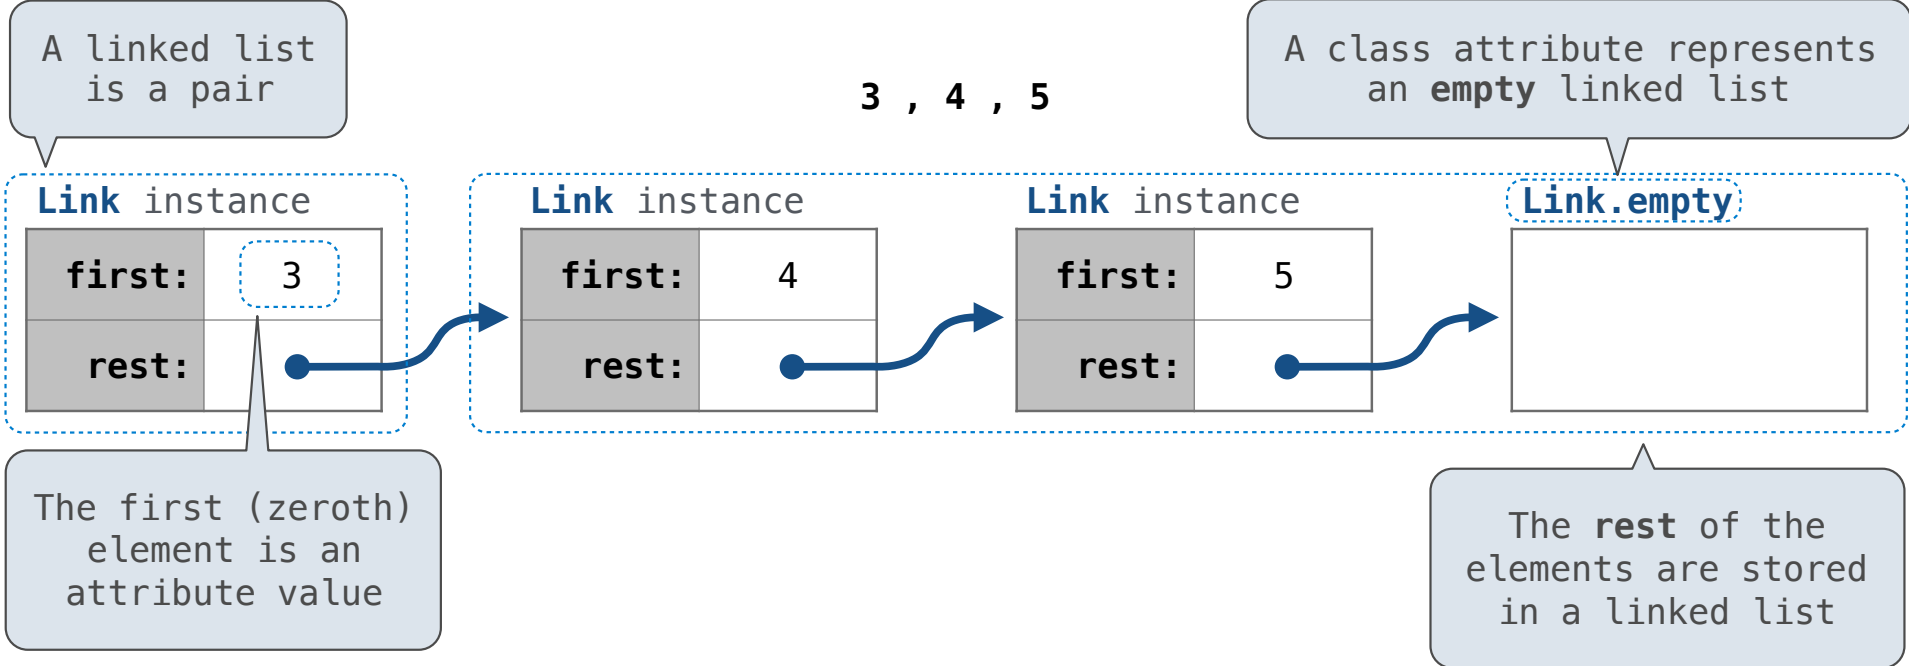 A linked list
is a pair
3 , 4 , 5
A class attribute represents
an empty linked list
Link instance
first: 3
rest:
Link instance
first: 4
rest:
Link instance
first: 5
rest:
Link.empty
The first (zeroth)
element is an
attribute value
The rest of the
elements are stored
in a linked list